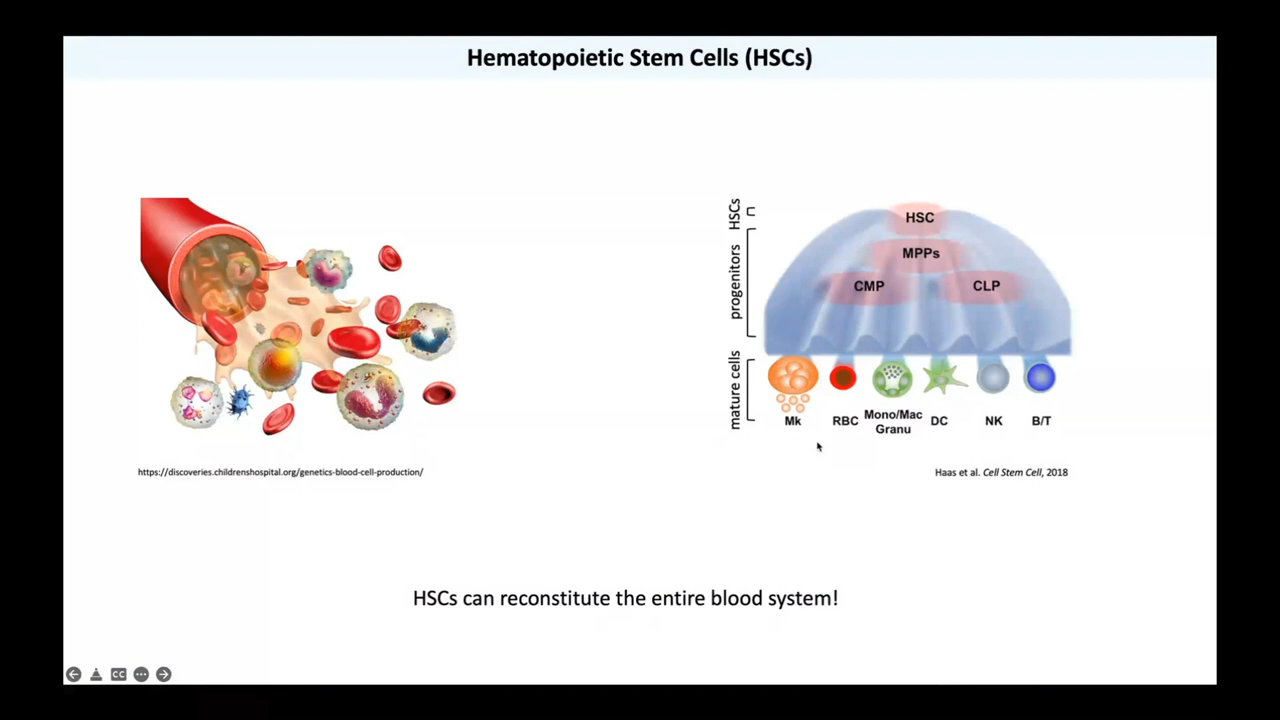 Hematopoietic Stem Cells (HSCs)
https://discoveries.childrenshospital.org/genetics-blood-cell-production/
HSCs
progenitors
mature cells
HSC
MPPs
CMP CLP
Mk RBC Mono/Mac Granu DC NK B/T
Haas et al. Cell Stem Cell, 2018
HSCs can reconstitute the entire blood system!
CC